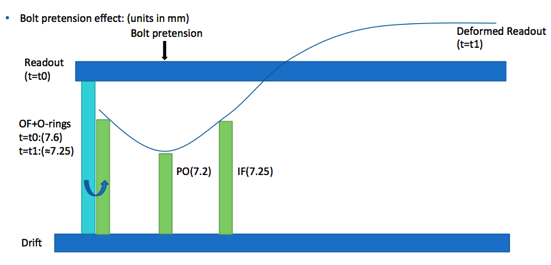 • Bolt pretension effect: (units in mm)
Bolt pretension
Deformed Readout
(t=t1)
Readout
(t=t0)
OF+O-rings
t=t0:(7.6)
t=t1:(≈7.25)
PO(7.2)
IF(7.25)
Drift